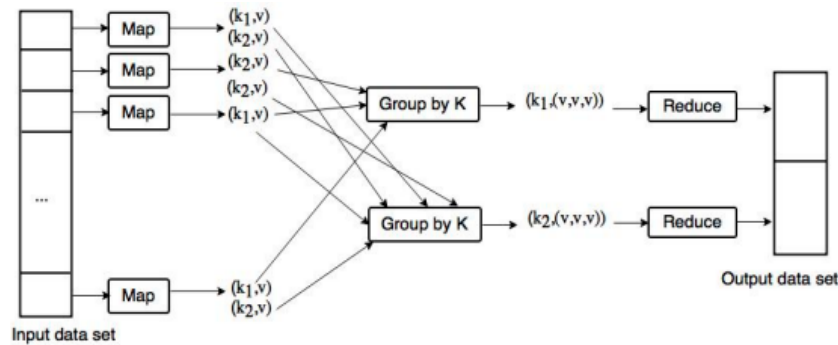 Map
(k1,v)
(k2,v)
Map
(k2,v)
(k2,v)
Map
(k1,v)
Group by K
(k1,(v,v,v))
Reduce
...
Group by K
(k2,(v,v,v))
Reduce
Map
(k1,v)
(k2,v)
Input data set
Output data set